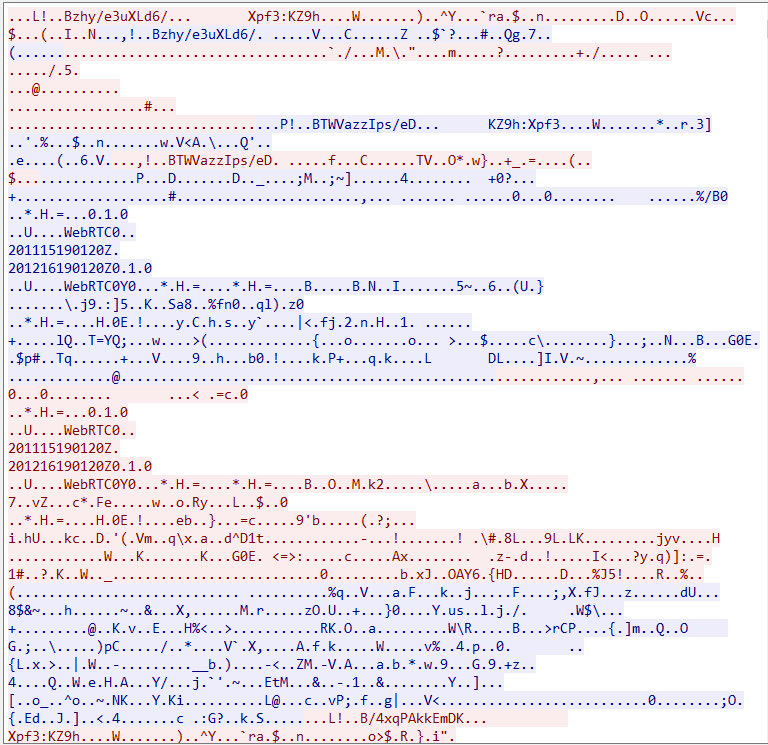 ...L!..Bzhy/e3uXLd6/...       Xpf3:KZ9h....W.......)..^Y...`ra.$..n.........D..O......Vc...
$...(..I..N...,!..Bzhy/e3uXLd6/. .....V...C......Z ..$`?...#..Qg.7..
(......................................`./...M.\."....m.....?.........+./..... ...
...../.5.
...@..........
.................#...
..................................P!..BTWVazzIps/eD...      KZ9h:Xpf3....W.......*..r.3]
..'.%...$..n.......w.V<A.\...Q'..
.e....(..6.V....,!..BTWVazzIps/eD. .....f...C......TV..O*.w}..+_.=....(..
$...............P...D.......D.._....;M..;~]......4........  +0?...
+...................#.......................,... ....... ......0...0........    ......%/B0
..*.H.=...0.1.0
..U....WebRTC0..
201115190120Z.
201216190120Z0.1.0
..U....WebRTC0Y0...*.H.=....*.H.=....B.....B.N..I.......5~..6..(U.}
.......\.j9.:]5..K..Sa8..%fn0..ql).z0
..*.H.=....H.0E.!....y.C.h.s..y`....|<.fj.2.n.H..1. ......
+.....lQ..T=YQ;...w....>(.............{...o.......o... >...$.....c\........}...;..N...B...G0E.
.$p#..Tq......+...V....9..h...b0.!....k.P+...q.k....L       DL....]I.V.~.............%
.............@............................................................,... ....... ......
0...0........       ...< .=c.0
..*.H.=...0.1.0
..U....WebRTC0..
201115190120Z.
201216190120Z0.1.0
..U....WebRTC0Y0...*.H.=....*.H.=....B..O..M.k2.....\.....a...b.X.....
7..vZ...c*.Fe.....w..o.Ry...L..$..0
..*.H.=....H.0E.!....eb..}...=c.....9'b.....(.?;...
i.hU...kc..D.'(.Vm..q\x.a..d^D1t...........-...!.......! .\#.8L...9L.LK.........jyv....H
............W...K.......K...G0E. <=>:.....c.....Ax........  .z-.d..!.....I<...?y.q)]:.=.
1#..?.K..W.._..........................0.........b.xJ..OAY6.{HD......D...%J5!....R..%..
(......................................%q..V...a.F...k..j.....F....;,X.fJ...z......dU...
8$&~...h......~..&...X,......M.r.....zO.U..+...}0....Y.us..l.j./.     .W$\...
+.........@..K.v..E...H%<..>...........RK.O..a.........W\R.....B...>rCP....{.]m..Q..O
G.;..\.....)pC...../..*....V`.X,....A.f.k.....W.....v%..4.p..0.       ..
{L.x.>..|.W..-.........__b.)....-<..ZM.-V.A...a.b.*.w.9...G.9.+z..
4....Q..W.e.H.A...Y/...j.`'.~...EtM...&..-.1..&........Y..]...
[..o_..^o..~.NK...Y.Ki..........L@...c..vP;.f..g|...V<..........................0........;O.
{.Ed..J.]..<.4.......c .:G?..k.S.......L!..B/4xqPAkkEmDK...
Xpf3:KZ9h....W.......)..^Y...`ra.$..n........o>$.R.}.i".